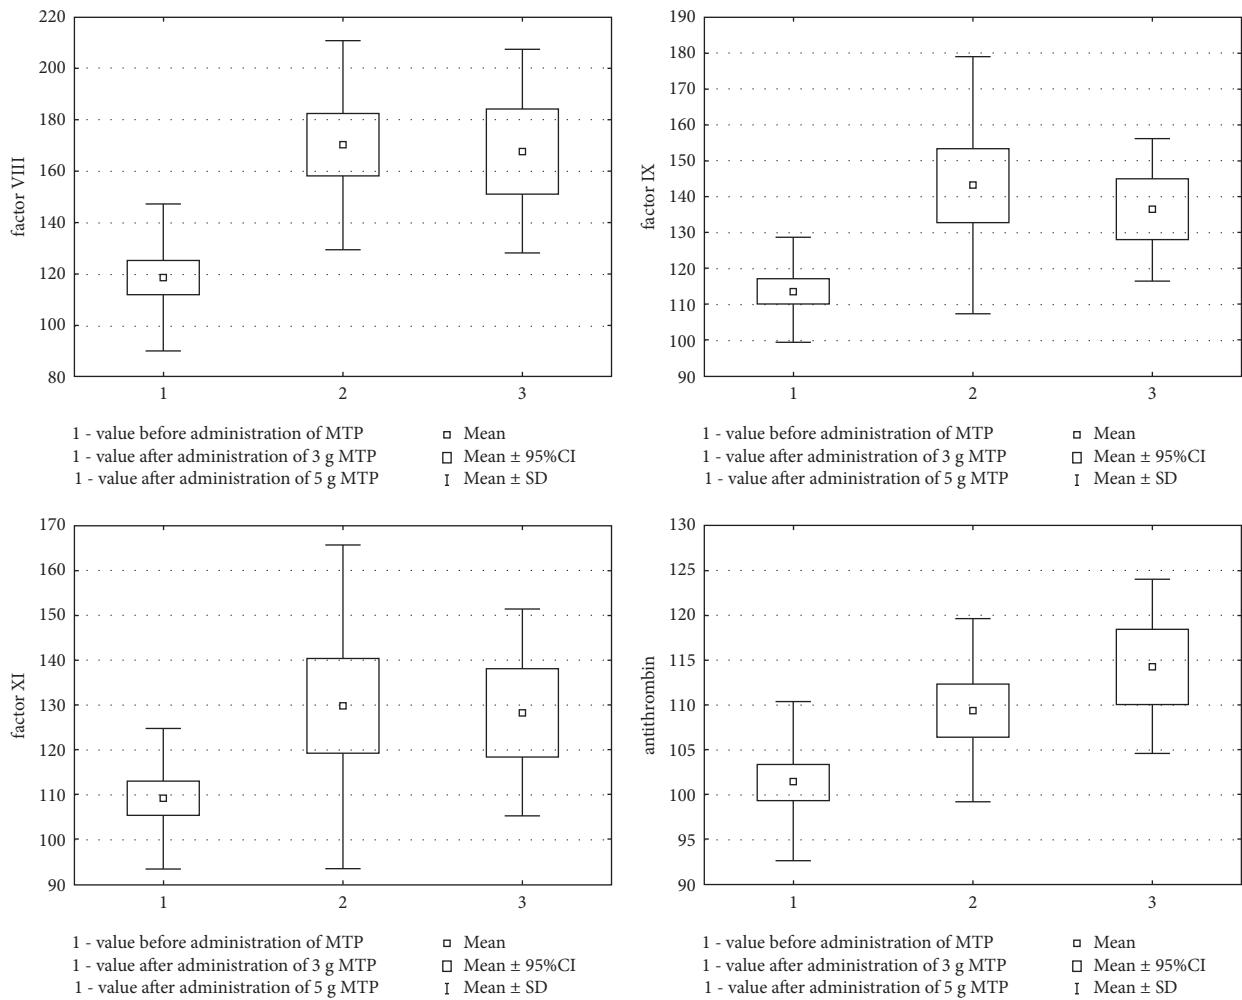 220
200
180
160
140
120
100
80
factor VIII
1 2 3
1 - value before administration of MTP
1 - value after administration of 3 g MTP
1 - value after administration of 5 g MTP
Mean
Mean ± 95%CI
Mean ± SD
190
180
170
160
150
140
130
120
110
100
90
factor IX
1 2 3
1 - value before administration of MTP
1 - value after administration of 3 g MTP
1 - value after administration of 5 g MTP
Mean
Mean ± 95%CI
Mean ± SD
170
160
150
140
130
120
110
100
90
factor XI
1 2 3
1 - value before administration of MTP
1 - value after administration of 3 g MTP
1 - value after administration of 5 g MTP
Mean
Mean ± 95%CI
Mean ± SD
130
125
120
115
110
105
100
95
90
antithrombin
1 2 3
1 - value before administration of MTP
1 - value after administration of 3 g MTP
1 - value after administration of 5 g MTP
Mean
Mean ± 95%CI
Mean ± SD